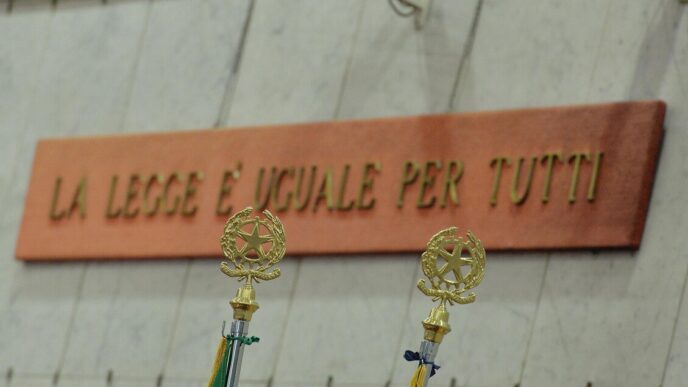 LA LEGGE E' UGUALE PER TUTTI